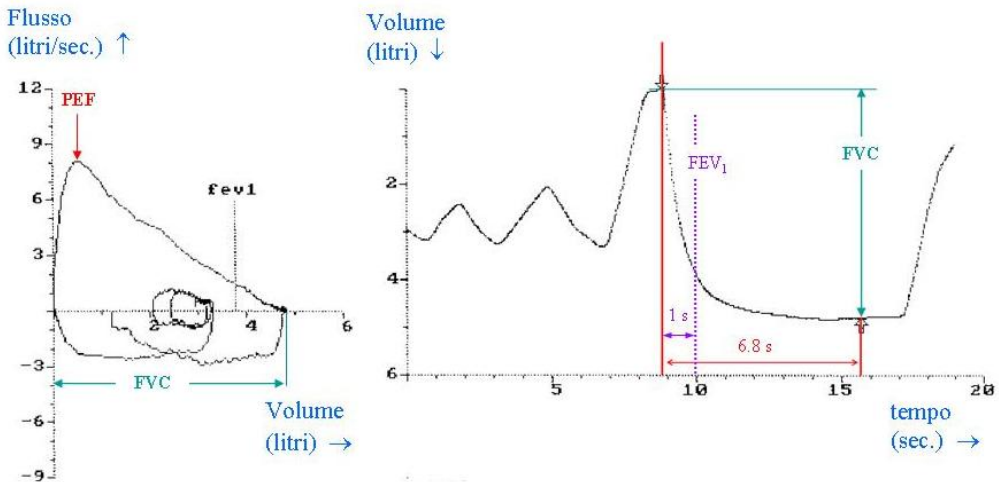 Flusso
(litri/sec.) ↑
12
PEF
9
6
fev1
3
2
4
6
-3
FVC
-6
Volume
(litri) →
-9
Volume
(litri) ↓
FEV1
FVC
2
4
1 s
6.8 s
6
5
10
15
20
tempo
(sec.) →